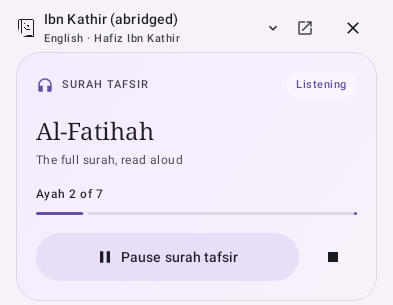 Ibn Kathir (abridged)
English · Hafiz Ibn Kathir
SURAH TAFSIR
Listening
Al-Fatihah
The full surah, read aloud
Ayah 2 of 7
Pause surah tafsir